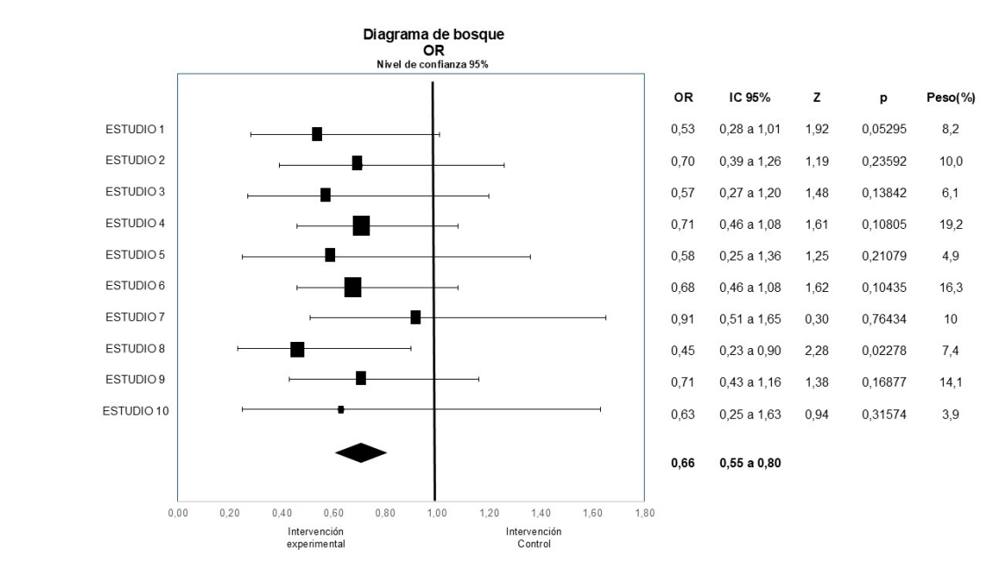 Diagrama de bosque
OR
Nivel de confianza 95%
OR IC 95% Z p Peso(%)
ESTUDIO 1 0,53 0,28 a 1,01 1,92 0,05295 8,2
ESTUDIO 2 0,70 0,39 a 1,26 1,19 0,23592 10,0
ESTUDIO 3 0,57 0,27 a 1,20 1,48 0,13842 6,1
ESTUDIO 4 0,71 0,46 a 1,08 1,61 0,10805 19,2
ESTUDIO 5 0,58 0,25 a 1,36 1,25 0,21079 4,9
ESTUDIO 6 0,68 0,46 a 1,08 1,62 0,10435 16,3
ESTUDIO 7 0,91 0,51 a 1,65 0,30 0,76434 10
ESTUDIO 8 0,45 0,23 a 0,90 2,28 0,02278 7,4
ESTUDIO 9 0,71 0,43 a 1,16 1,38 0,16877 14,1
ESTUDIO 10 0,63 0,25 a 1,63 0,94 0,31574 3,9
0,66 0,55 a 0,80
0,00 0,20 0,40 0,60 0,80 1,00 1,20 1,40 1,60 1,80
Intervención Intervención
experimental Control